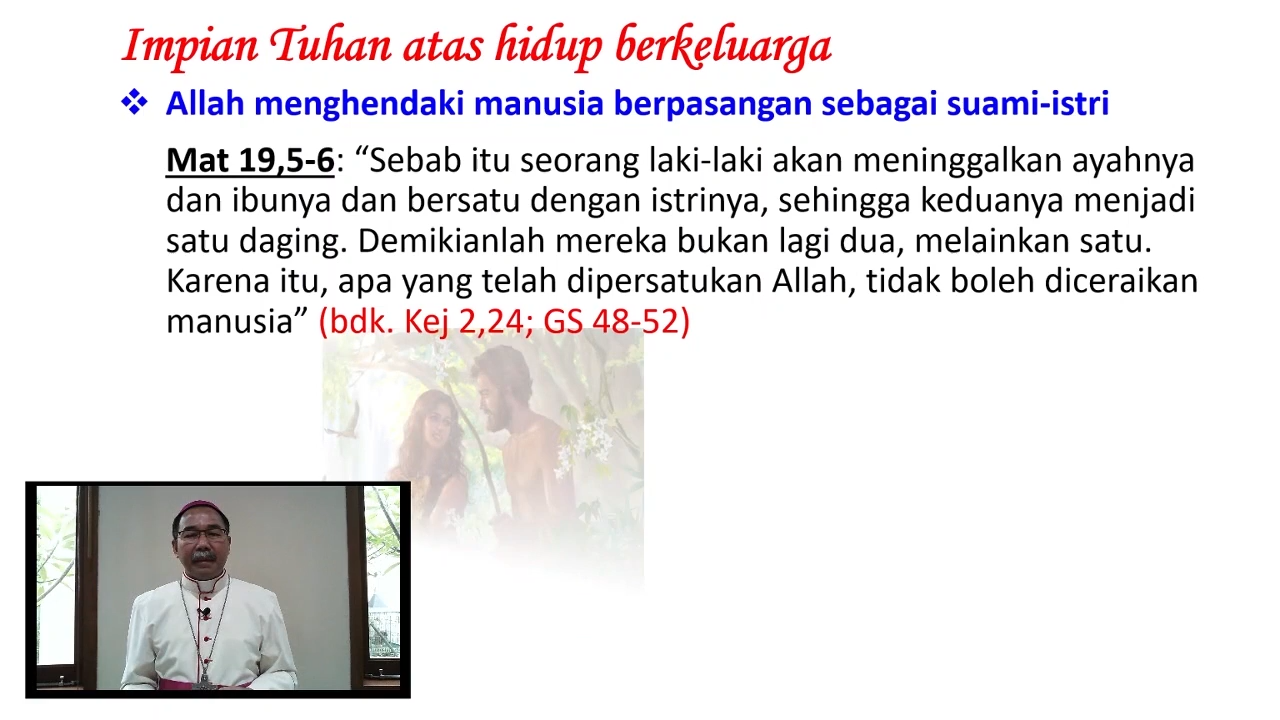 Impian Tuhan atas hidup berkeluarga
❖ Allah menghendaki manusia berpasangan sebagai suami-istri
Mat 19,5-6: “Sebab itu seorang laki-laki akan meninggalkan ayahnya
dan ibunya dan bersatu dengan istrinya, sehingga keduanya menjadi
satu daging. Demikianlah mereka bukan lagi dua, melainkan satu.
Karena itu, apa yang telah dipersatukan Allah, tidak boleh diceraikan
manusia” (bdk. Kej 2,24; GS 48-52)